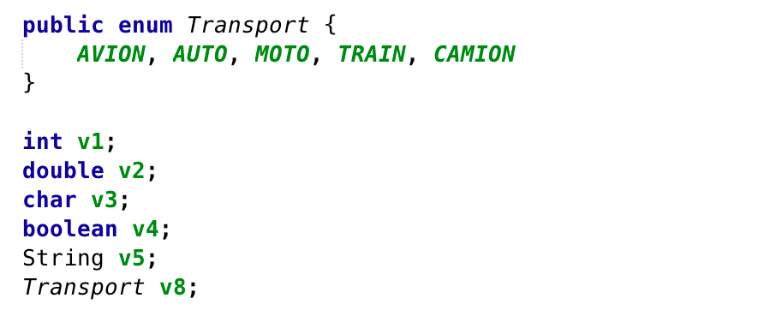 public enum Transport {
AVION, AUTO, MOTO, TRAIN, CAMION
}
int v1;
double v2;
char v3;
boolean v4;
String v5;
Transport v8;